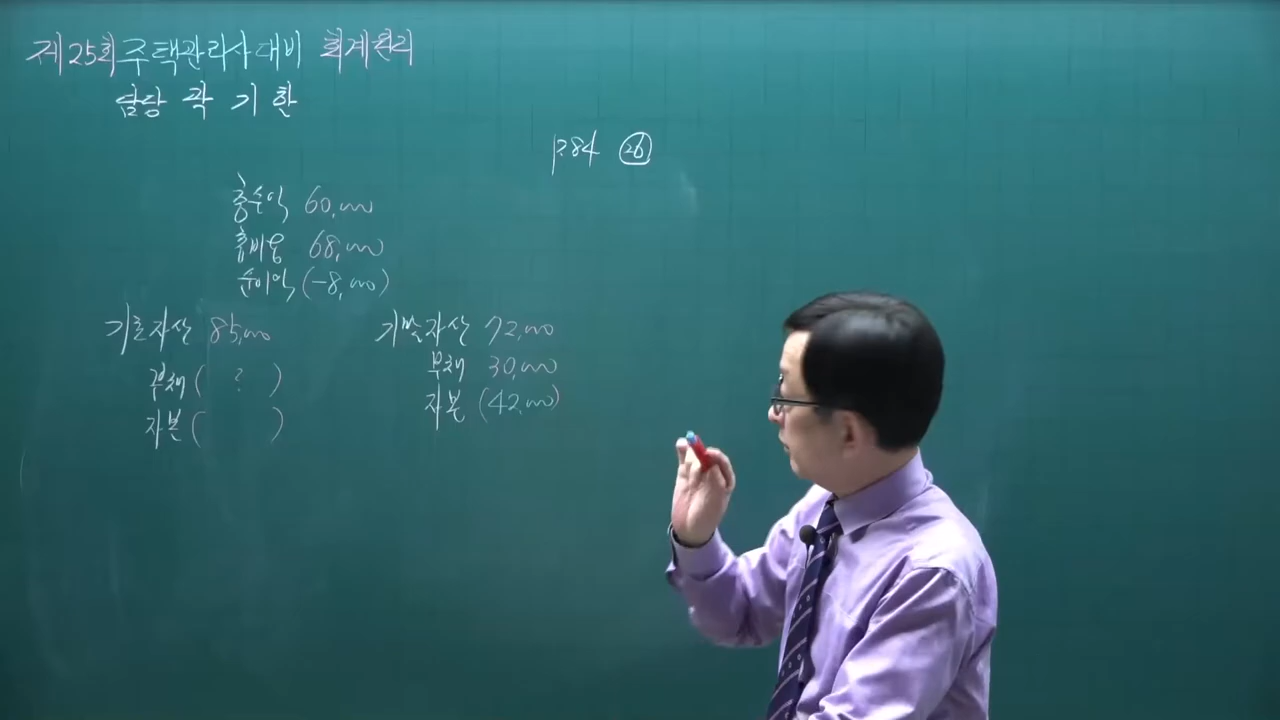 제25회 주택관리사대비 회계원리
담당 곽 기 환
P.84 26
총수익 60,000
총비용 68,000
순이익 (-8,000)
기초자산 85,000
부채 ( ? )
자본 ( )
기말자산 72,000
부채 30,000
자본 (42,000)